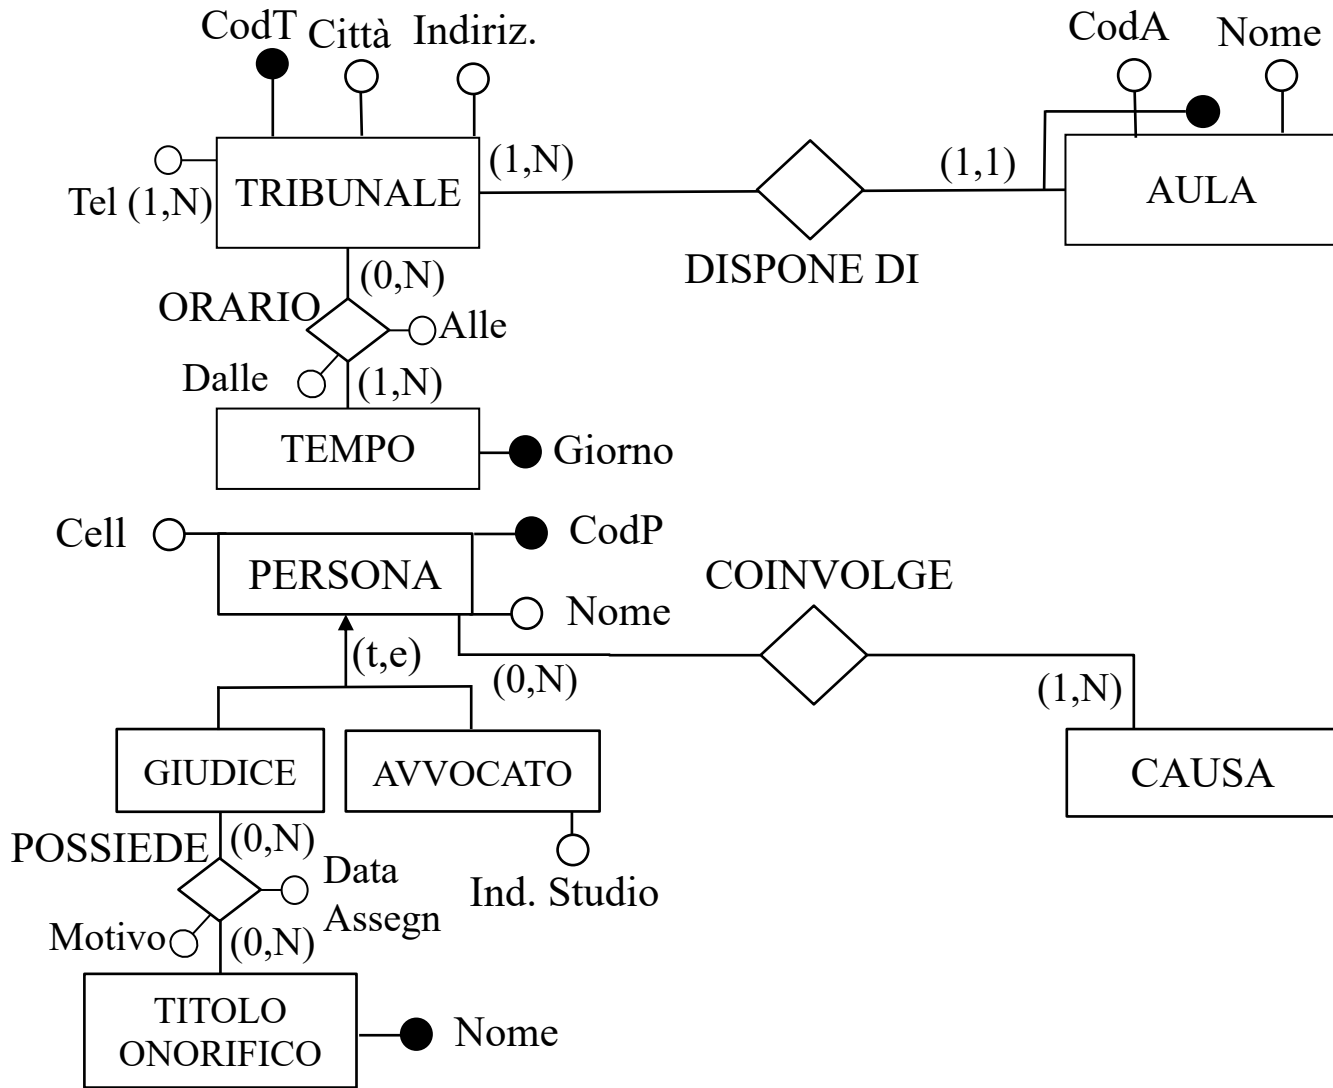 CodT
Città
Indiriz.
CodA
Nome
Tel (1,N)
TRIBUNALE
(1,N)
(1,1)
AULA
DISPONE DI
(0,N)
ORARIO
Alle
Dalle
(1,N)
TEMPO
Giorno
Cell
CodP
PERSONA
Nome
COINVOLGE
(t,e)
(0,N)
(1,N)
GIUDICE
AVVOCATO
CAUSA
POSSIEDE
(0,N)
Data
Assegn
Ind. Studio
Motivo
(0,N)
TITOLO
ONORIFICO
Nome